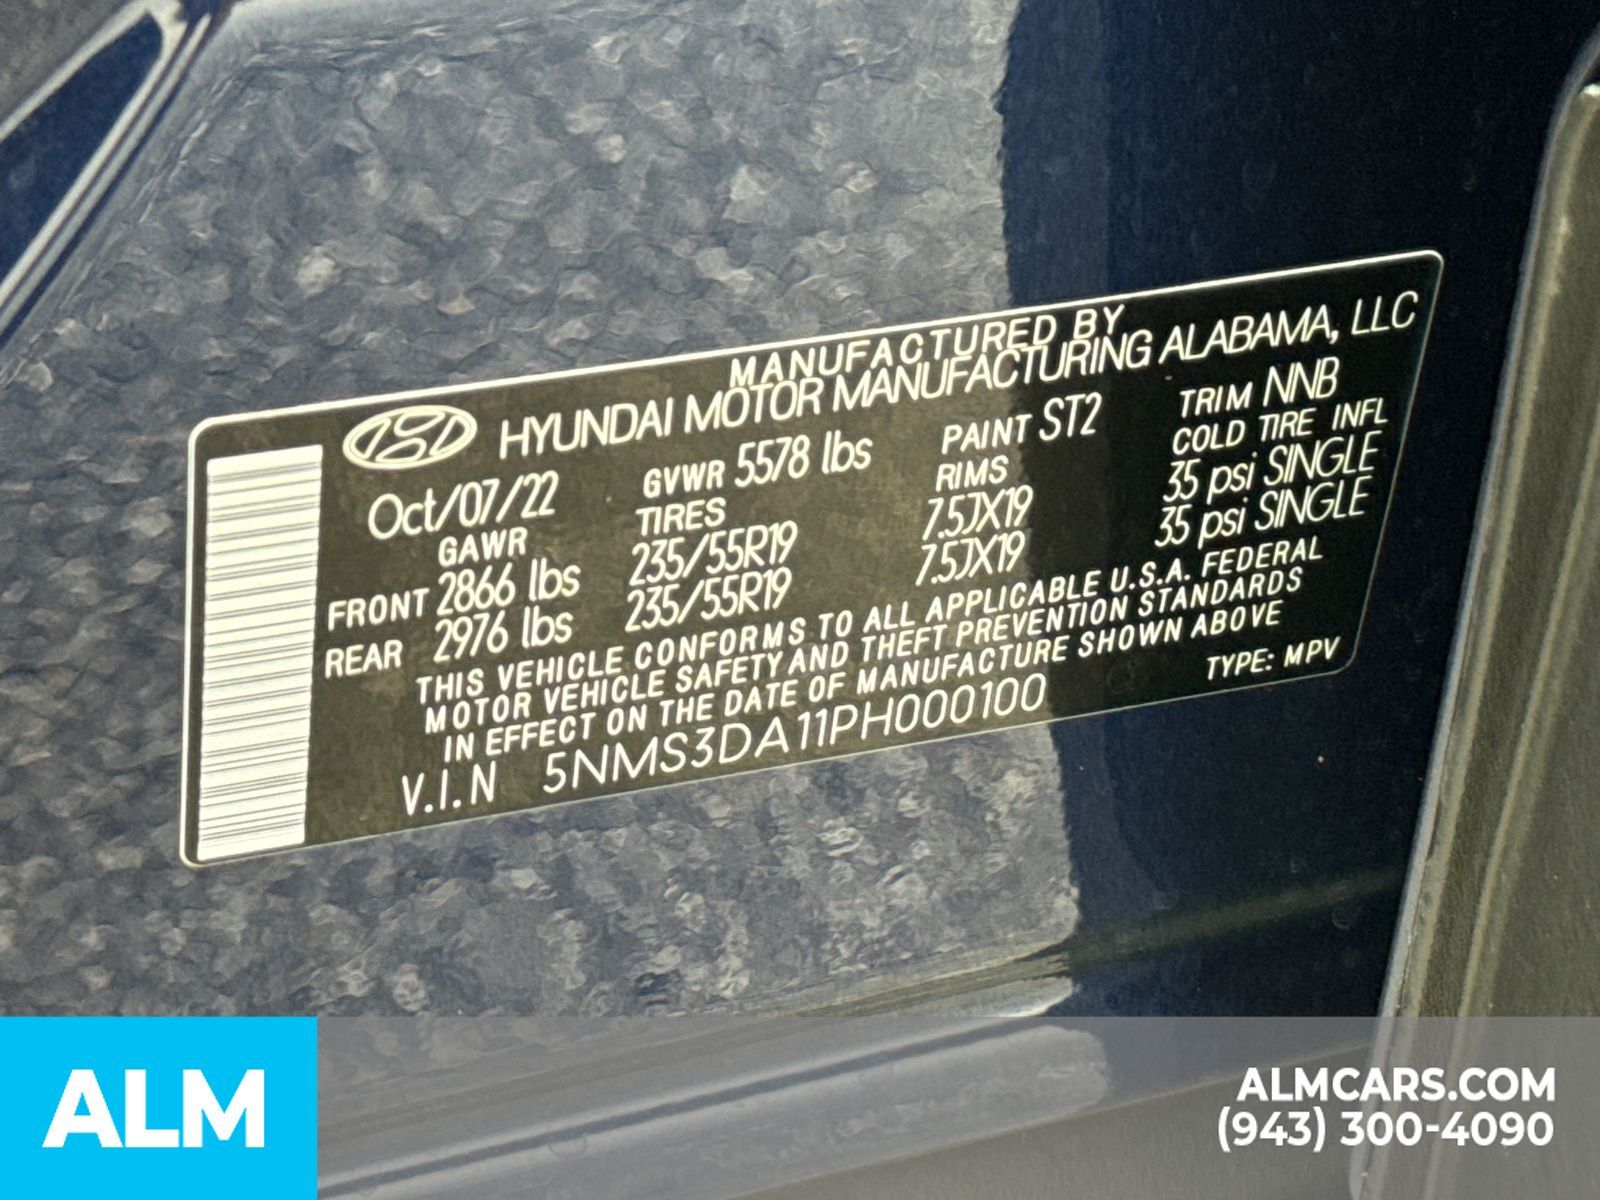 MANUFACTURED BY
HYUNDAI MOTOR MANUFACTURING ALABAMA, LLC
Oct/07/22 GVWR 5578 lbs PAINT ST2 TRIM NNB
GAWR TIRES RIMS COLD TIRE INFL
FRONT 2866 lbs 235/55R19 7.5JX19 35 psi SINGLE
REAR 2976 lbs 235/55R19 7.5JX19 35 psi SINGLE
THIS VEHICLE CONFORMS TO ALL APPLICABLE U.S.A. FEDERAL
MOTOR VEHICLE SAFETY AND THEFT PREVENTION STANDARDS
IN EFFECT ON THE DATE OF MANUFACTURE SHOWN ABOVE
V.I.N 5NMS3DA11PH000100 TYPE: MPV
ALM
ALMCARS.COM
(943) 300-4090